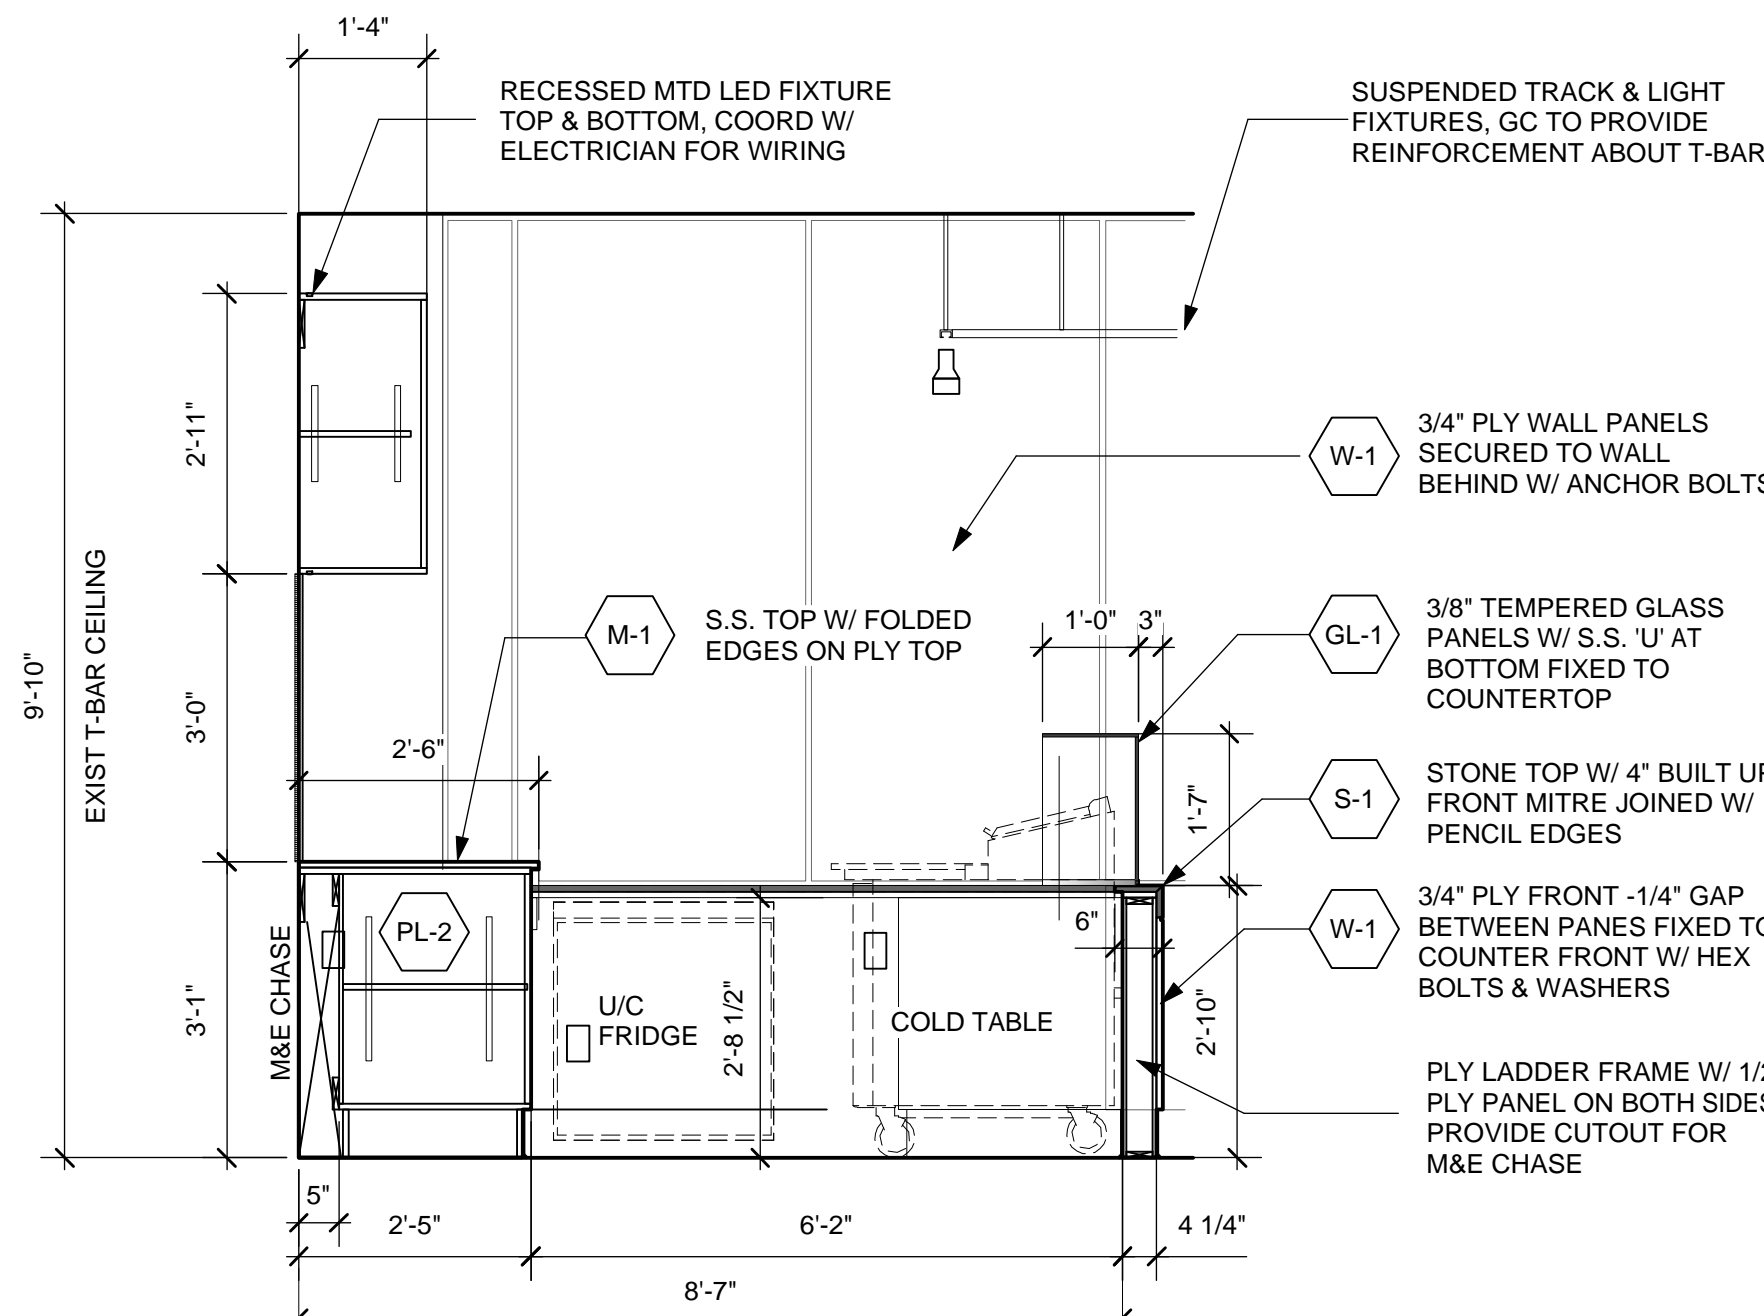 1'-4"
RECESSED MTD LED FIXTURE
TOP & BOTTOM, COORD W/
ELECTRICIAN FOR WIRING
SUSPENDED TRACK & LIGHT
FIXTURES, GC TO PROVIDE
REINFORCEMENT ABOUT T-BAR
9'-10"
EXIST T-BAR CEILING
2'-11"
3'-0"
3'-1"
W-1
3/4" PLY WALL PANELS
SECURED TO WALL
BEHIND W/ ANCHOR BOLTS
M-1
S.S. TOP W/ FOLDED
EDGES ON PLY TOP
1'-0"
3"
GL-1
3/8" TEMPERED GLASS
PANELS W/ S.S. 'U' AT
BOTTOM FIXED TO
COUNTERTOP
2'-6"
1'-7"
S-1
STONE TOP W/ 4" BUILT UP
FRONT MITRE JOINED W/
PENCIL EDGES
M&E CHASE
PL-2
6"
W-1
3/4" PLY FRONT -1/4" GAP
BETWEEN PANES FIXED TO
COUNTER FRONT W/ HEX
BOLTS & WASHERS
U/C
FRIDGE
2'-8 1/2"
COLD TABLE
2'-10"
PLY LADDER FRAME W/ 1/2
PLY PANEL ON BOTH SIDES
PROVIDE CUTOUT FOR
M&E CHASE
5"
2'-5"
6'-2"
4 1/4"
8'-7"